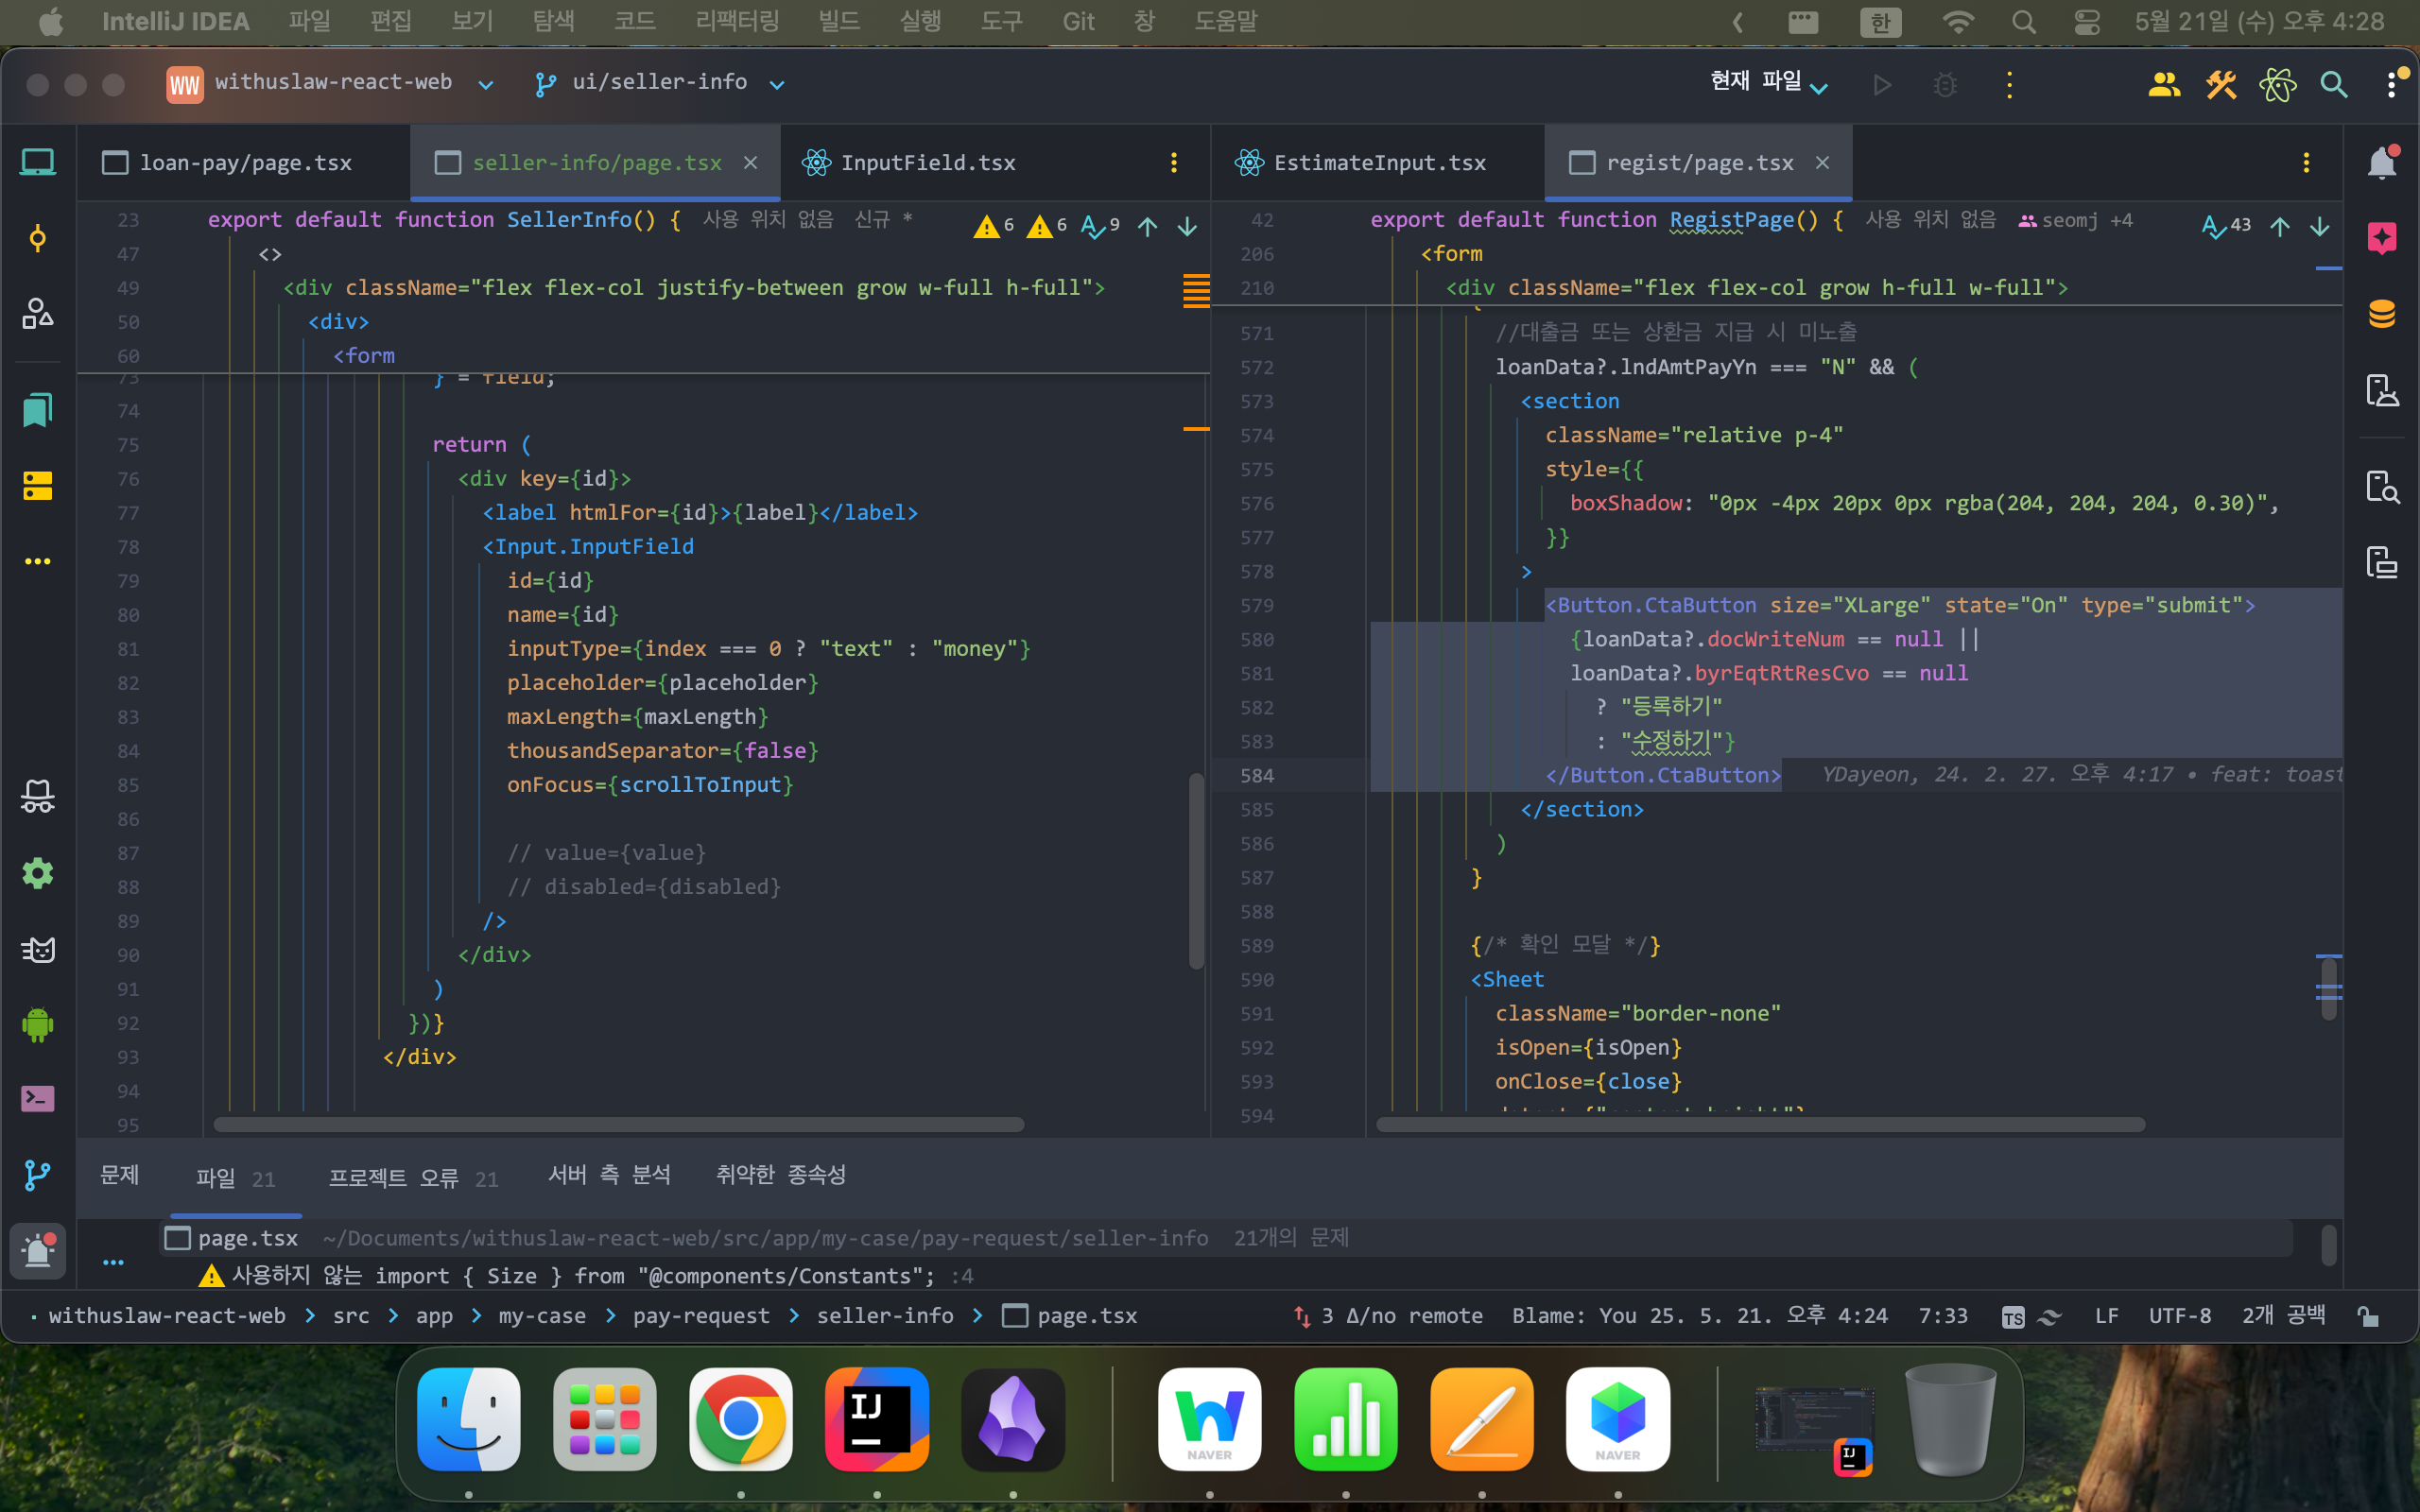 IntelliJ IDEA 파일 편집 보기 탐색 코드 리팩터링 빌드 실행 도구 Git 창 도움말 한 5월 21일 (수) 오후 4:28
WW withuslaw-react-web ui/seller-info 현재 파일
loan-pay/page.tsx seller-info/page.tsx InputField.tsx
23 export default function SellerInfo() { 사용 위치 없음 신규 * 6 6 9
47 <>
49 <div className="flex flex-col justify-between grow w-full h-full">
50 <div>
60 <form
73 } = field;
74
75 return (
76 <div key={id}>
77 <label htmlFor={id}>{label}</label>
78 <Input.InputField
79 id={id}
80 name={id}
81 inputType={index === 0 ? "text" : "money"}
82 placeholder={placeholder}
83 maxLength={maxLength}
84 thousandSeparator={false}
85 onFocus={scrollToInput}
86
87 // value={value}
88 // disabled={disabled}
89 />
90 </div>
91 )
92 })}
93 </div>
94
95
EstimateInput.tsx regist/page.tsx
42 export default function RegistPage() { 사용 위치 없음 seomj +4 43
206 <form
210 <div className="flex flex-col grow h-full w-full">
571 //대출금 또는 상환금 지급 시 미노출
572 loanData?.lndAmtPayYn === "N" && (
573 <section
574 className="relative p-4"
575 style={{
576 boxShadow: "0px -4px 20px 0px rgba(204, 204, 204, 0.30)",
577 }}
578 >
579 <Button.CtaButton size="XLarge" state="On" type="submit">
580 {loanData?.docWriteNum == null ||
581 loanData?.byrEqtRtResCvo == null
582 ? "등록하기"
583 : "수정하기"}
584 </Button.CtaButton> YDayeon, 24. 2. 27. 오후 4:17 • feat: toast
585 </section>
586 )
587 }
588
589 {/* 확인 모달 */}
590 <Sheet
591 className="border-none"
592 isOpen={isOpen}
593 onClose={close}
594
문제 파일 21 프로젝트 오류 21 서버 측 분석 취약한 종속성
page.tsx ~/Documents/withuslaw-react-web/src/app/my-case/pay-request/seller-info 21개의 문제
사용하지 않는 import { Size } from "@components/Constants"; :4
withuslaw-react-web > src > app > my-case > pay-request > seller-info > page.tsx 3 Δ/no remote Blame: You 25. 5. 21. 오후 4:24 7:33 TS LF UTF-8 2개 공백
IJ NAVER NAVER IJ